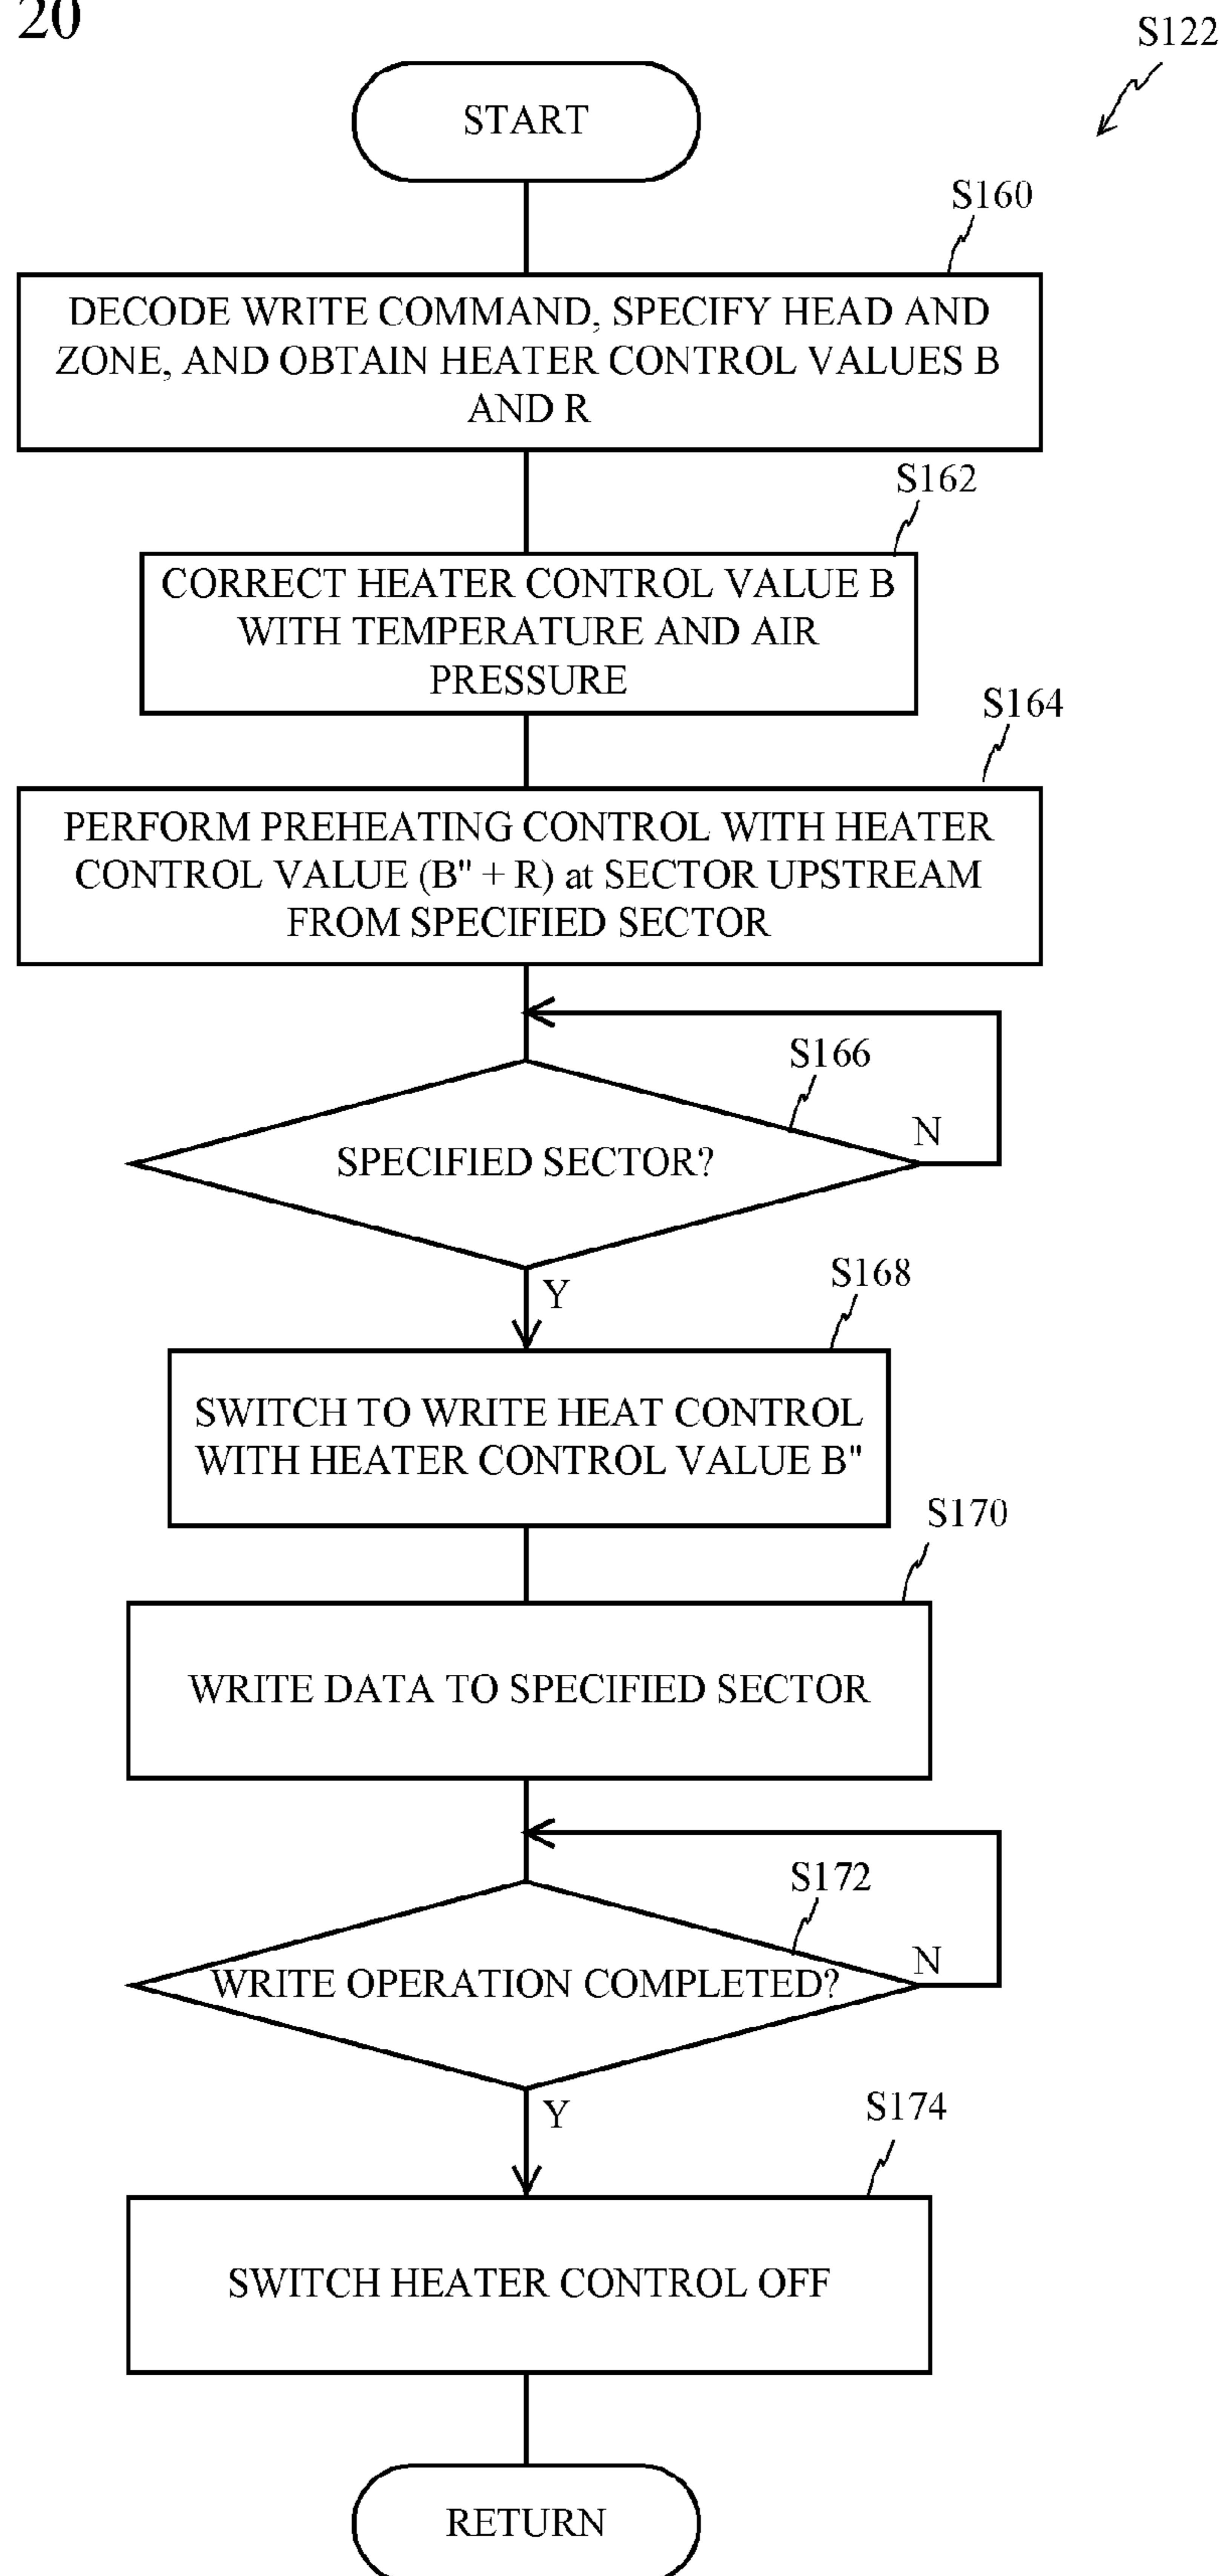 20
S122
START
S160
DECODE WRITE COMMAND, SPECIFY HEAD AND
ZONE, AND OBTAIN HEATER CONTROL VALUES B
AND R
S162
CORRECT HEATER CONTROL VALUE B
WITH TEMPERATURE AND AIR
PRESSURE
S164
PERFORM PREHEATING CONTROL WITH HEATER
CONTROL VALUE (B" + R) at SECTOR UPSTREAM
FROM SPECIFIED SECTOR
S166
SPECIFIED SECTOR?
N
Y
S168
SWITCH TO WRITE HEAT CONTROL
WITH HEATER CONTROL VALUE B"
S170
WRITE DATA TO SPECIFIED SECTOR
S172
WRITE OPERATION COMPLETED?
N
Y
S174
SWITCH HEATER CONTROL OFF
RETURN